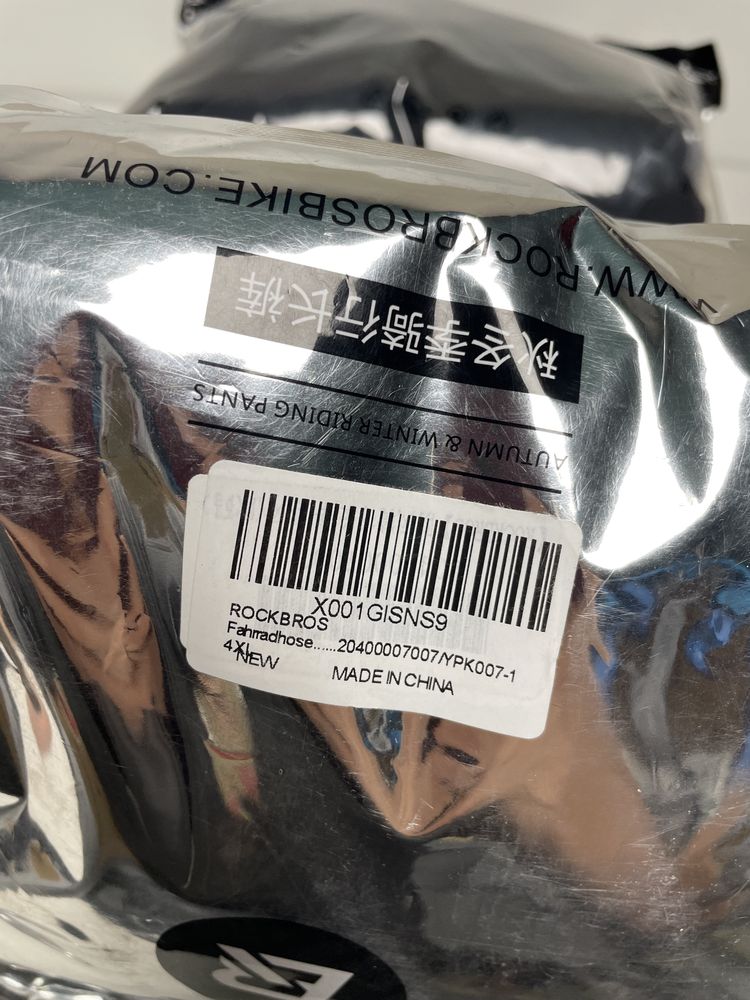 WWW.ROCKBROSBIKE.COM
秋冬季骑行长裤
AUTUMN & WINTER RIDING PANTS
X001GISNS9
ROCKBROS
Fahrradhose......20400007007/YPK007-1
4XL
NEW
MADE IN CHINA